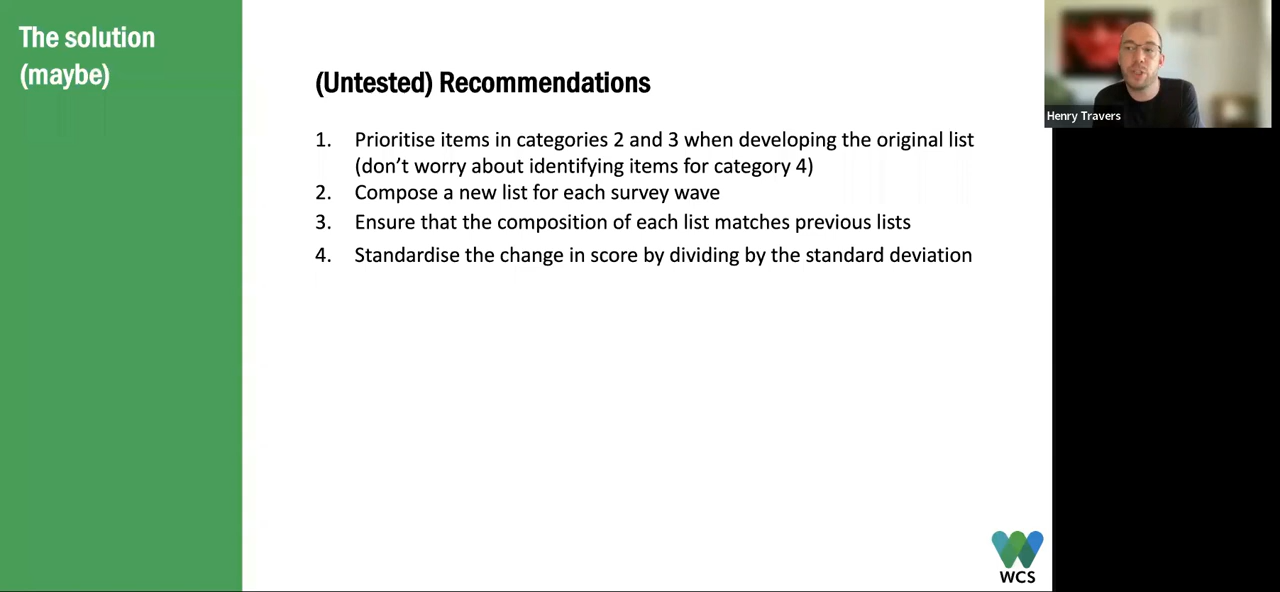 The solution
(maybe)
(Untested) Recommendations
1. Prioritise items in categories 2 and 3 when developing the original list
(don’t worry about identifying items for category 4)
2. Compose a new list for each survey wave
3. Ensure that the composition of each list matches previous lists
4. Standardise the change in score by dividing by the standard deviation
Henry Travers
WCS